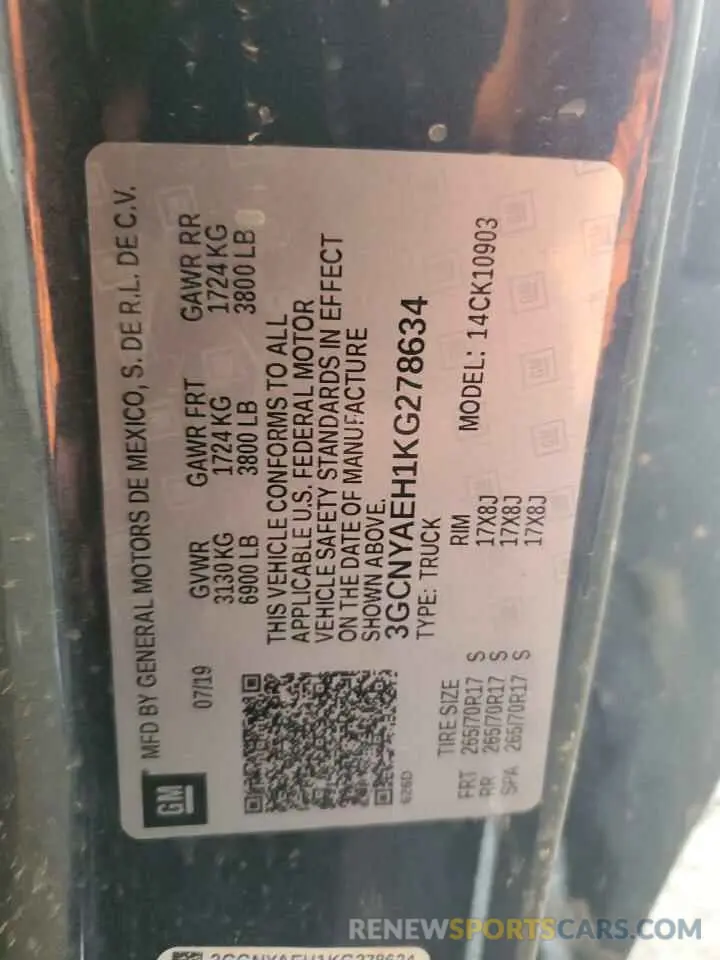 GM
MFD BY GENERAL MOTORS DE MEXICO, S. DE R.L. DE C.V.
07/19
GVWR GAWR FRT GAWR RR
3130 KG 1724 KG 1724 KG
6900 LB 3800 LB 3800 LB
THIS VEHICLE CONFORMS TO ALL
APPLICABLE U.S. FEDERAL MOTOR
VEHICLE SAFETY STANDARDS IN EFFECT
ON THE DATE OF MANUFACTURE
SHOWN ABOVE.
3GCNYAEH1KG278634
TYPE: TRUCK MODEL: 14CK10903
626D
TIRE SIZE RIM
FRT 265/70R17 S 17X8J
RR 265/70R17 S 17X8J
SPA 265/70R17 S 17X8J
3GCNYAEH1KG278634
RENEWSPORTSCARS.COM